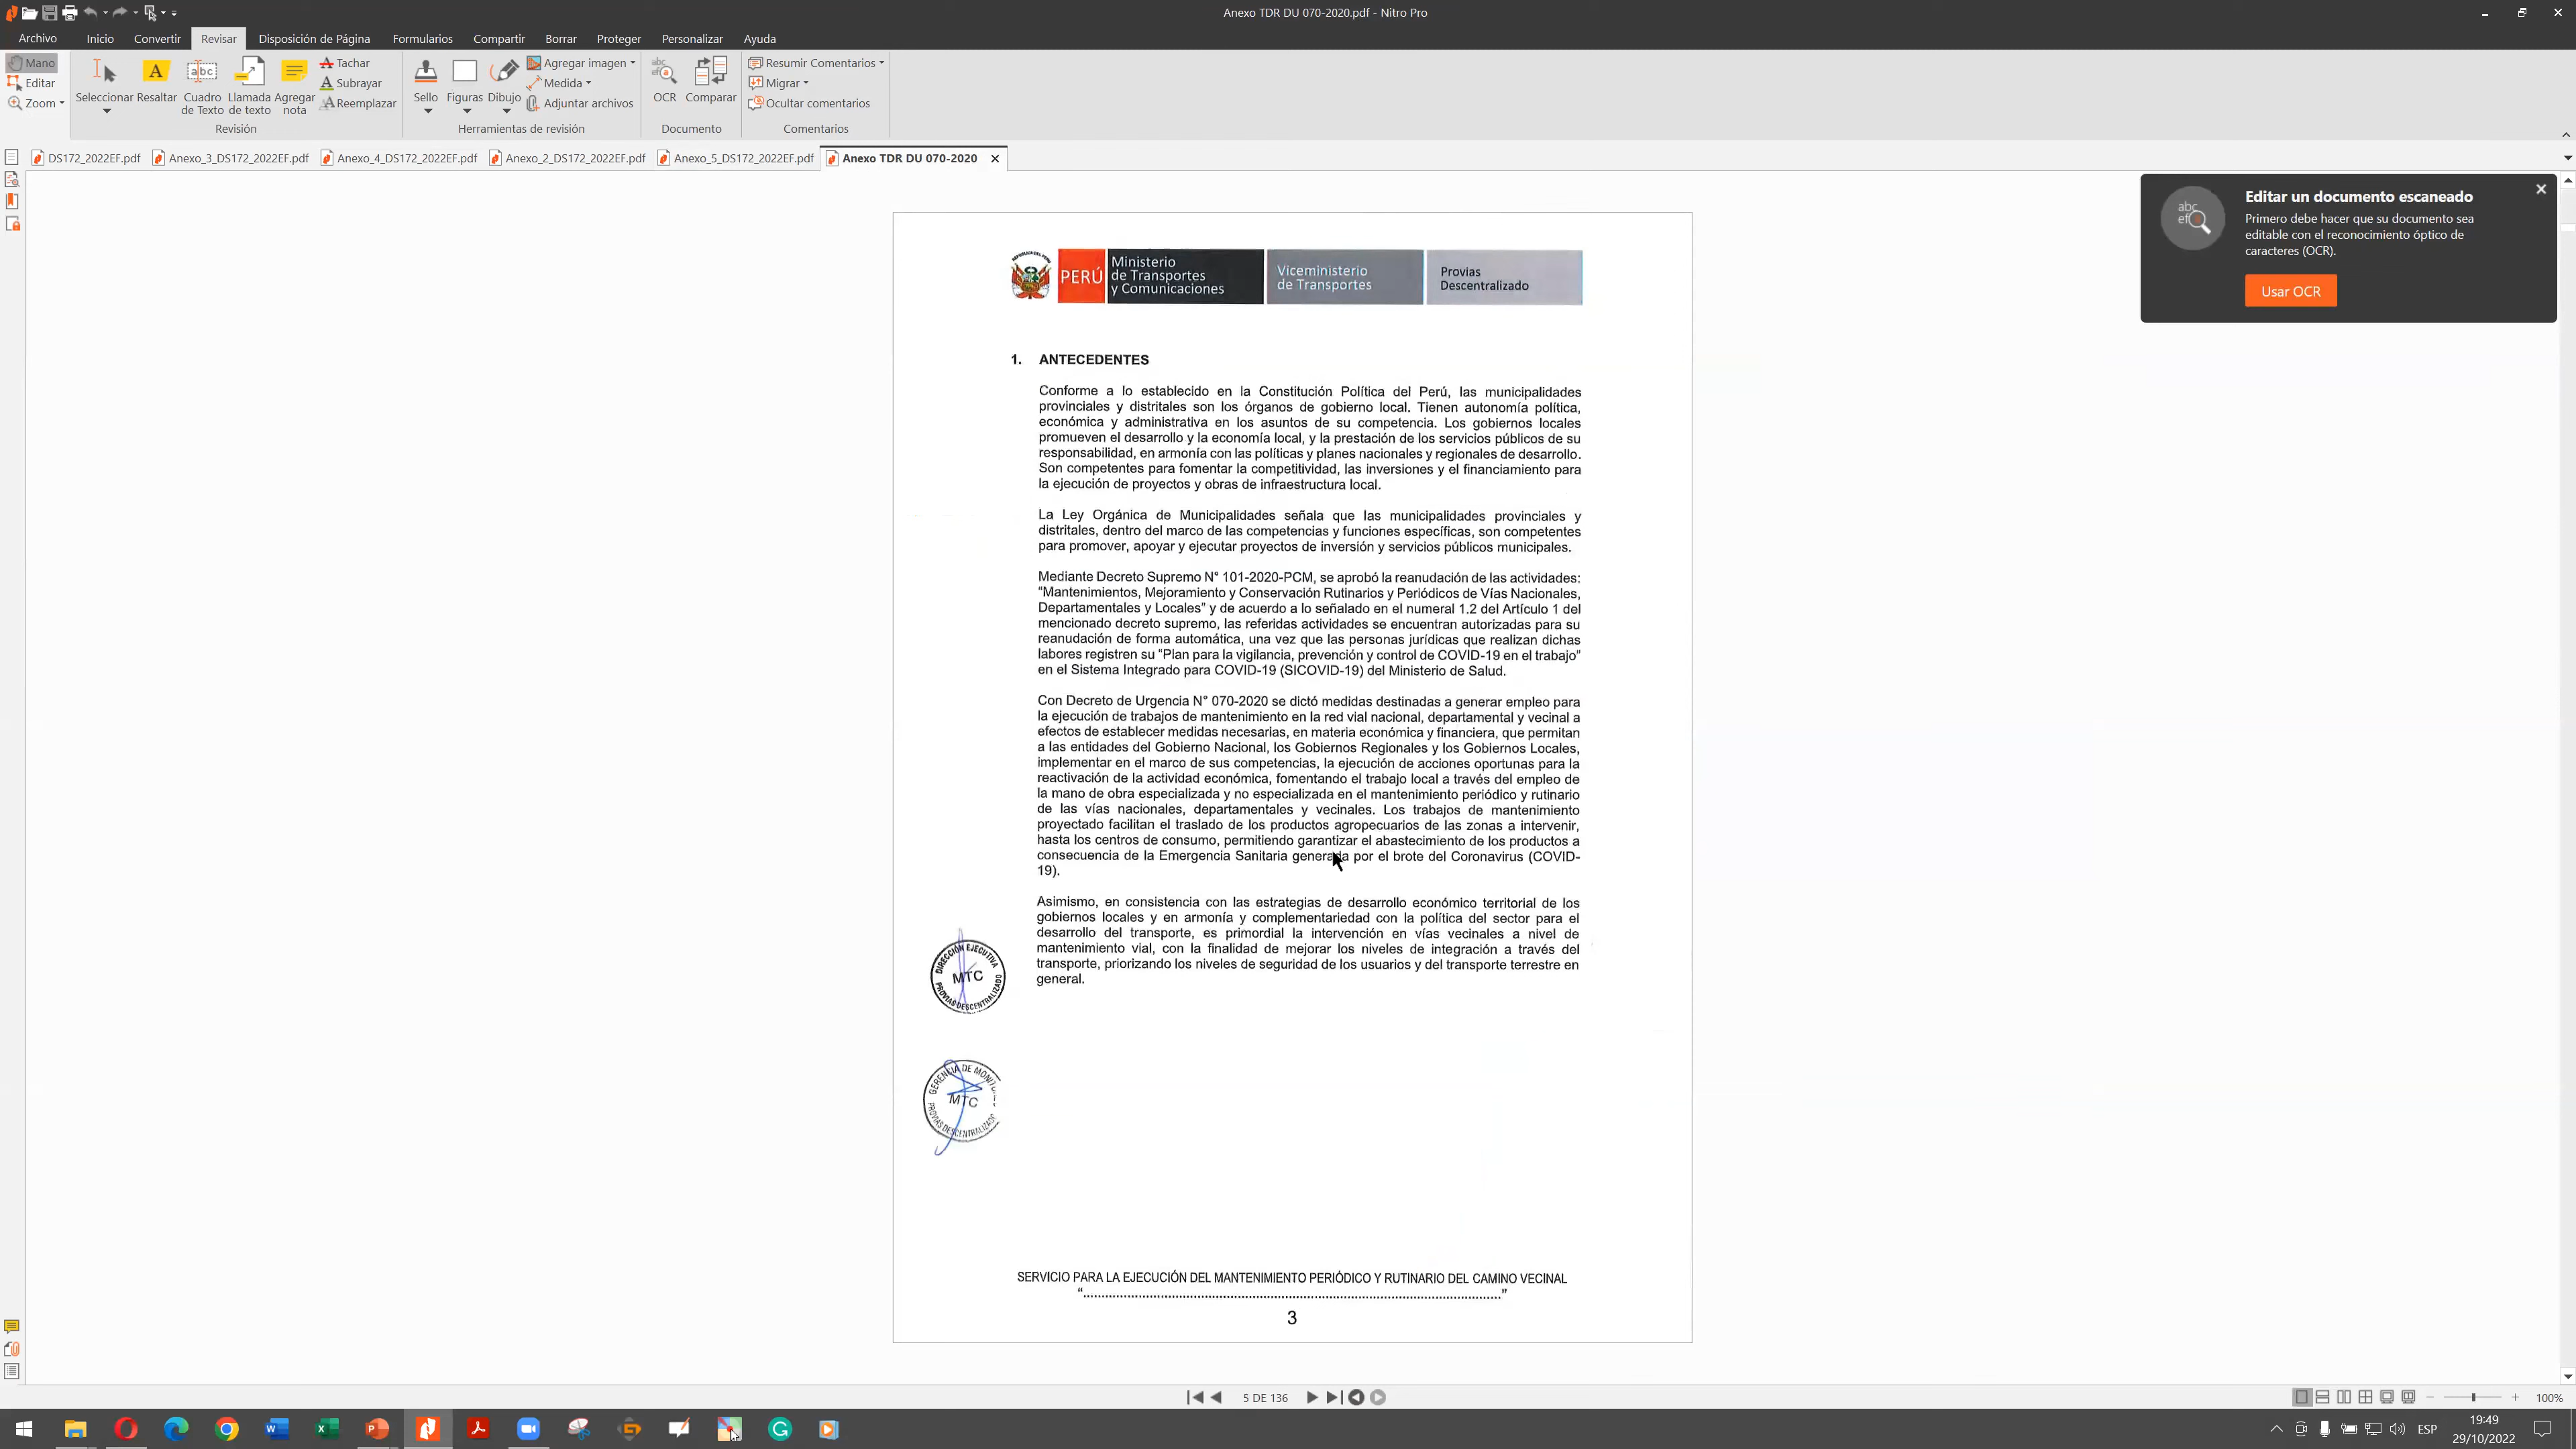 Anexo TDR DU 070-2020.pdf - Nitro Pro
Archivo Inicio Convertir Revisar Disposición de Página Formularios Compartir Borrar Proteger Personalizar Ayuda
Mano
Editar
Zoom
Seleccionar
Resaltar
Cuadro de Texto
Llamada de texto
Agregar nota
Tachar
Subrayar
Reemplazar
Revisión
Sello
Figuras
Dibujo
Agregar imagen
Medida
Adjuntar archivos
Herramientas de revisión
OCR
Comparar
Documento
Resumir Comentarios
Migrar
Ocultar comentarios
Comentarios
DS172_2022EF.pdf Anexo_3_DS172_2022EF.pdf Anexo_4_DS172_2022EF.pdf Anexo_2_DS172_2022EF.pdf Anexo_5_DS172_2022EF.pdf Anexo TDR DU 070-2020
Editar un documento escaneado
Primero debe hacer que su documento sea
editable con el reconocimiento óptico de
caracteres (OCR).
Usar OCR
PERÚ
Ministerio
de Transportes
y Comunicaciones
Viceministerio
de Transportes
Provias
Descentralizado
1. ANTECEDENTES
Conforme a lo establecido en la Constitución Política del Perú, las municipalidades
provinciales y distritales son los órganos de gobierno local. Tienen autonomía política,
económica y administrativa en los asuntos de su competencia. Los gobiernos locales
promueven el desarrollo y la economía local, y la prestación de los servicios públicos de su
responsabilidad, en armonía con las políticas y planes nacionales y regionales de desarrollo.
Son competentes para fomentar la competitividad, las inversiones y el financiamiento para
la ejecución de proyectos y obras de infraestructura local.
La Ley Orgánica de Municipalidades señala que las municipalidades provinciales y
distritales, dentro del marco de las competencias y funciones específicas, son competentes
para promover, apoyar y ejecutar proyectos de inversión y servicios públicos municipales.
Mediante Decreto Supremo N° 101-2020-PCM, se aprobó la reanudación de las actividades:
“Mantenimientos, Mejoramiento y Conservación Rutinarios y Periódicos de Vías Nacionales,
Departamentales y Locales” y de acuerdo a lo señalado en el numeral 1.2 del Artículo 1 del
mencionado decreto supremo, las referidas actividades se encuentran autorizadas para su
reanudación de forma automática, una vez que las personas jurídicas que realizan dichas
labores registren su “Plan para la vigilancia, prevención y control de COVID-19 en el trabajo”
en el Sistema Integrado para COVID-19 (SICOVID-19) del Ministerio de Salud.
Con Decreto de Urgencia N° 070-2020 se dictó medidas destinadas a generar empleo para
la ejecución de trabajos de mantenimiento en la red vial nacional, departamental y vecinal a
efectos de establecer medidas necesarias, en materia económica y financiera, que permitan
a las entidades del Gobierno Nacional, los Gobiernos Regionales y los Gobiernos Locales,
implementar en el marco de sus competencias, la ejecución de acciones oportunas para la
reactivación de la actividad económica, fomentando el trabajo local a través del empleo de
la mano de obra especializada y no especializada en el mantenimiento periódico y rutinario
de las vías nacionales, departamentales y vecinales. Los trabajos de mantenimiento
proyectado facilitan el traslado de los productos agropecuarios de las zonas a intervenir,
hasta los centros de consumo, permitiendo garantizar el abastecimiento de los productos a
consecuencia de la Emergencia Sanitaria generada por el brote del Coronavirus (COVID-
19).
Asimismo, en consistencia con las estrategias de desarrollo económico territorial de los
gobiernos locales y en armonía y complementariedad con la política del sector para el
desarrollo del transporte, es primordial la intervención en vías vecinales a nivel de
mantenimiento vial, con la finalidad de mejorar los niveles de integración a través del
transporte, priorizando los niveles de seguridad de los usuarios y del transporte terrestre en
general.
DIRECCIÓN EJECUTIVA
MTC
PROVIAS DESCENTRALIZADO
GERENCIA DE
MTC
PROVIAS DESCENTRALIZADO
SERVICIO PARA LA EJECUCIÓN DEL MANTENIMIENTO PERIÓDICO Y RUTINARIO DEL CAMINO VECINAL
“....................................................................................................................”
3
5 DE 136
100%
ESP
19:49
29/10/2022